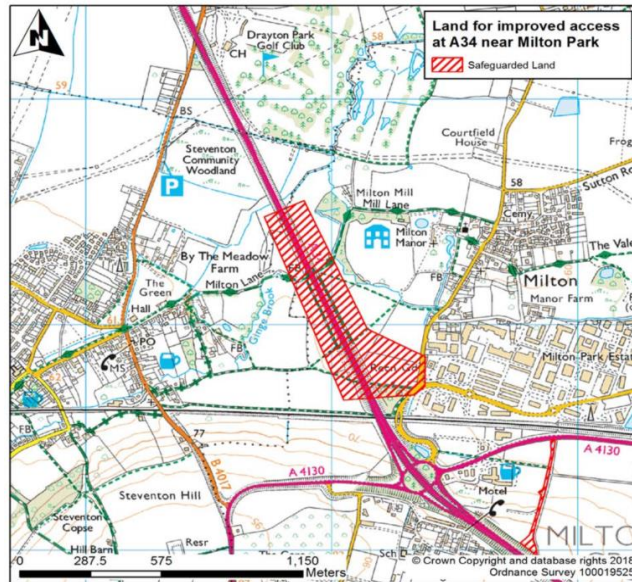 Land for improved access
at A34 near Milton Park
Safeguarded Land
N
58
Drayton Park
Golf Club
CH
59
BS
Steventon
Community
Woodland
P
Courtfield
House
Frog
58
Sutton Ro
Milton Mill
Mill Lane
Cemy
Milton
Manor
By The Meadow
Farm
Milton Lane
FB
The Vale
Milton
Manor Farm
The
Green
Hall
Ginge Brook
FB
PO
MS
Milton Park Estate
FB
77
70
A 4130
A 4130
B 4017
Steventon Hill
Motel
Steventon
Copse
Hill Barn
Resr
Sch
MILTO
0 287.5 575 1,150
Meters
© Crown Copyright and database rights 2018
Ordnance Survey 100019525